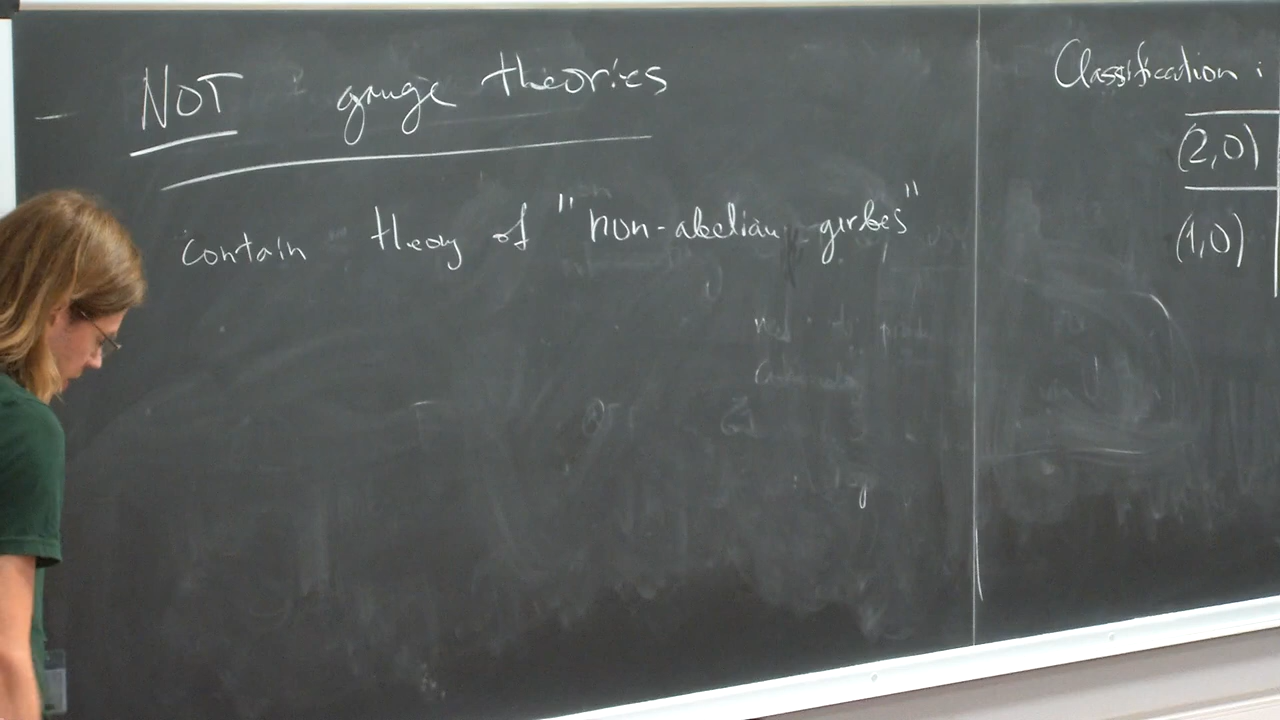 - NOT gauge theories
contain theory of "non-abelian gerbes"
Classification :
(2,0)
(1,0)